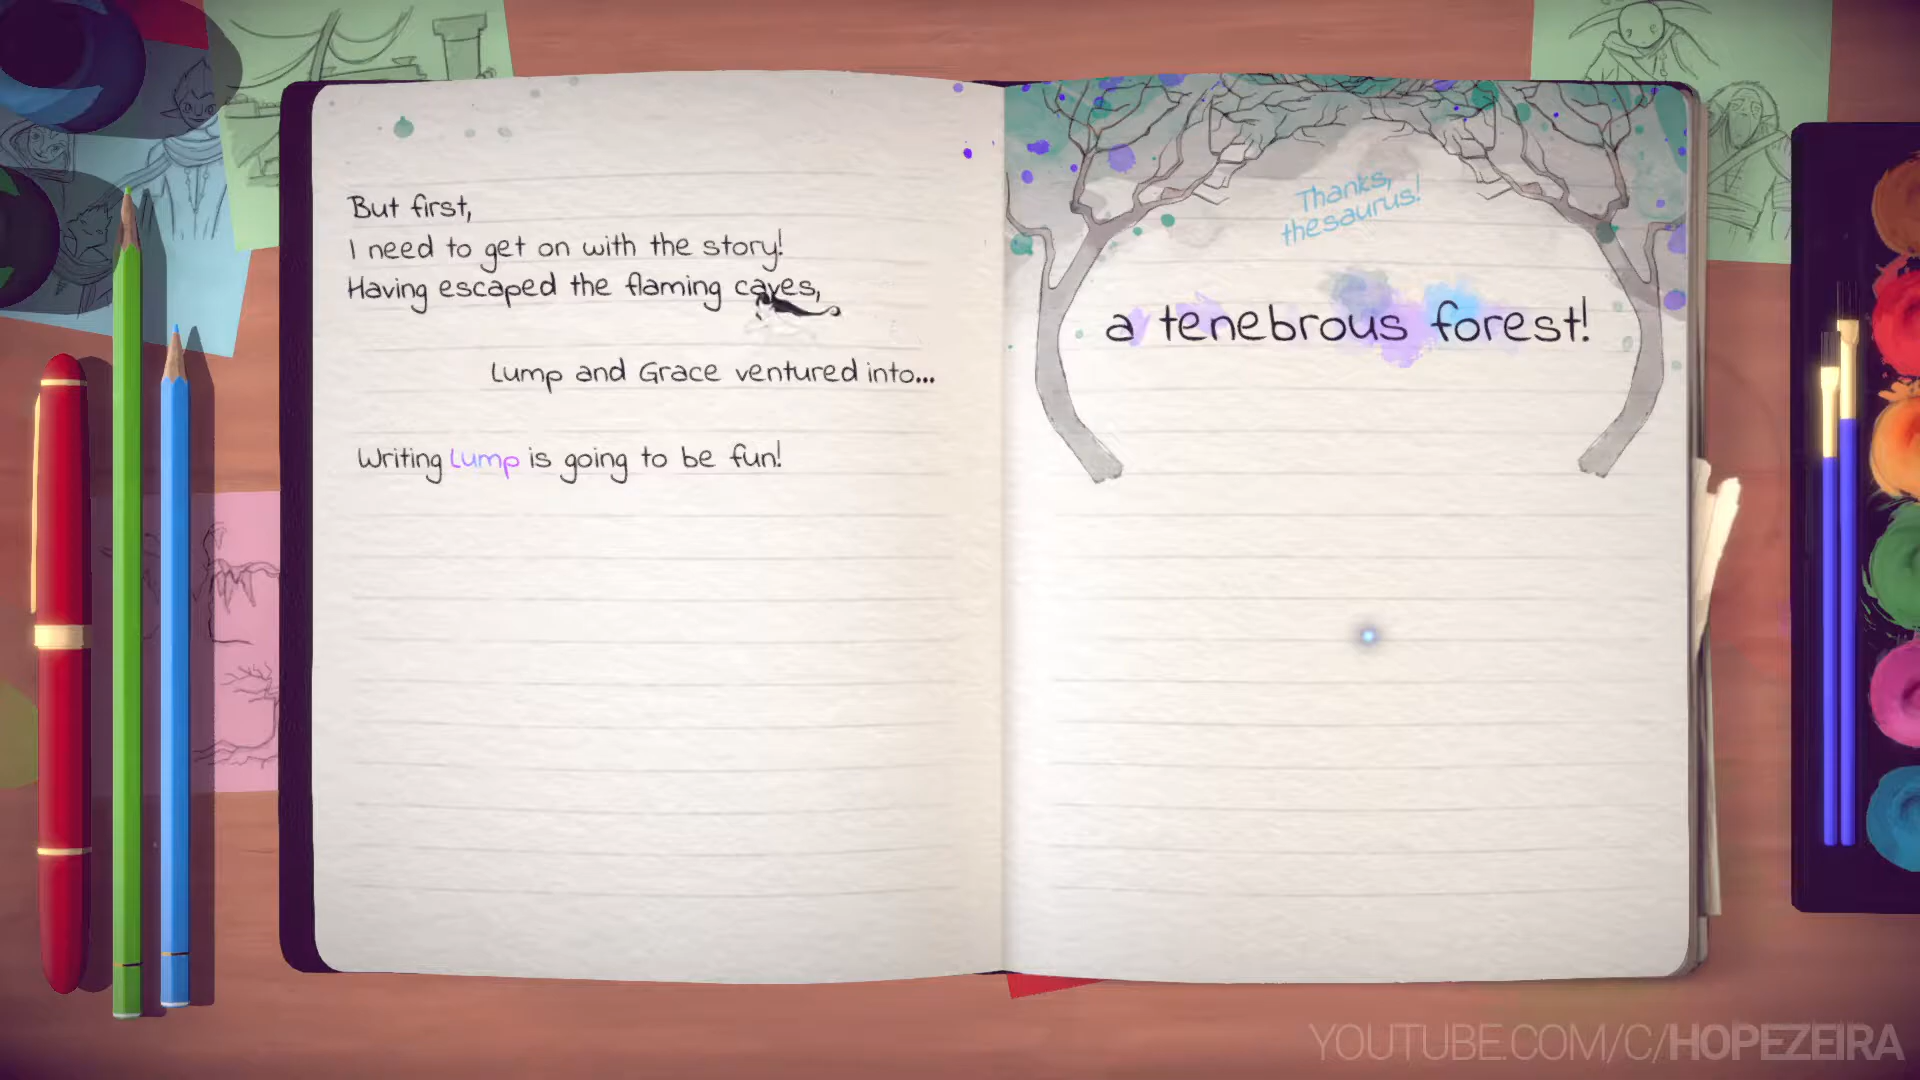 But first,
I need to get on with the story!
Having escaped the flaming caves,
Lump and Grace ventured into...
Writing Lump is going to be fun!
Thanks,
thesaurus!
a tenebrous forest!
YOUTUBE.COM/C/HOPEZEIRA